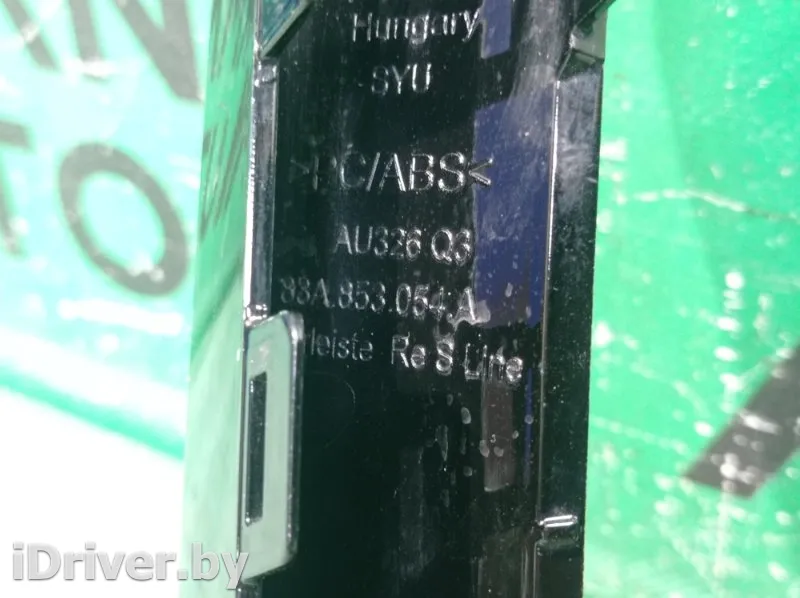 Hungary
SYU
>PC/ABS<
AU326 Q3
83A.853.054.A
leiste Re S Line
iDriver.by